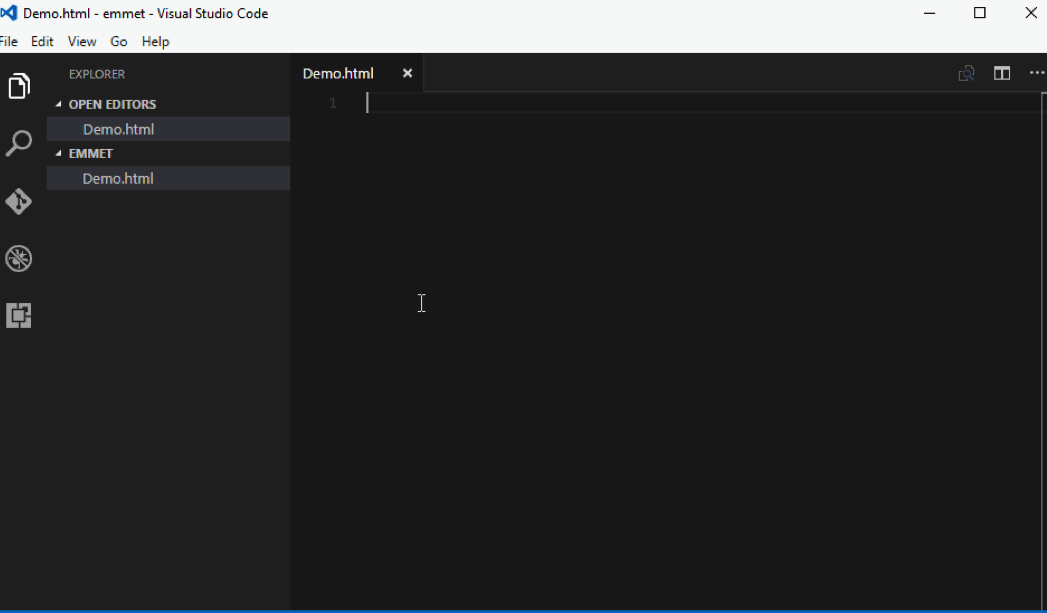 Demo.html - emmet - Visual Studio Code
File Edit View Go Help
EXPLORER
OPEN EDITORS
Demo.html
EMMET
Demo.html
Demo.html
1